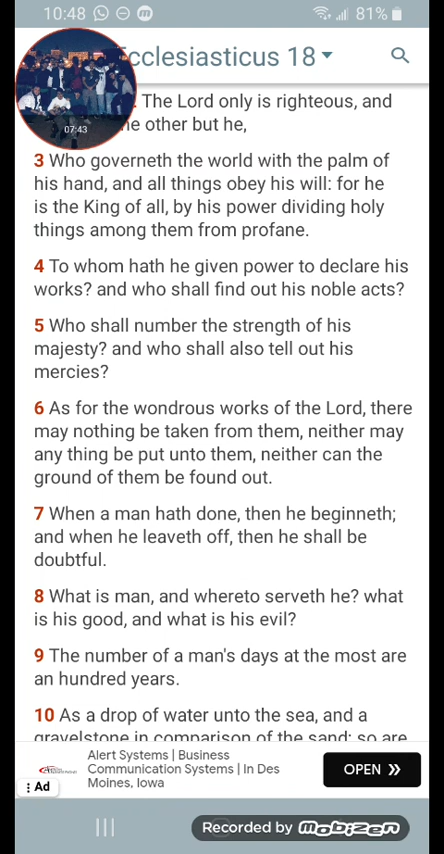 10:48
81%
Ecclesiasticus 18
07:43
The Lord only is righteous, and
other but he,
3 Who governeth the world with the palm of
his hand, and all things obey his will: for he
is the King of all, by his power dividing holy
things among them from profane.
4 To whom hath he given power to declare his
works? and who shall find out his noble acts?
5 Who shall number the strength of his
majesty? and who shall also tell out his
mercies?
6 As for the wondrous works of the Lord, there
may nothing be taken from them, neither may
any thing be put unto them, neither can the
ground of them be found out.
7 When a man hath done, then he beginneth;
and when he leaveth off, then he shall be
doubtful.
8 What is man, and whereto serveth he? what
is his good, and what is his evil?
9 The number of a man's days at the most are
an hundred years.
10 As a drop of water unto the sea, and a
gravelstone in comparison of the sand; so are
Alert Systems | Business
Communication Systems | In Des
Moines, Iowa
OPEN
Ad
Recorded by Mobizen